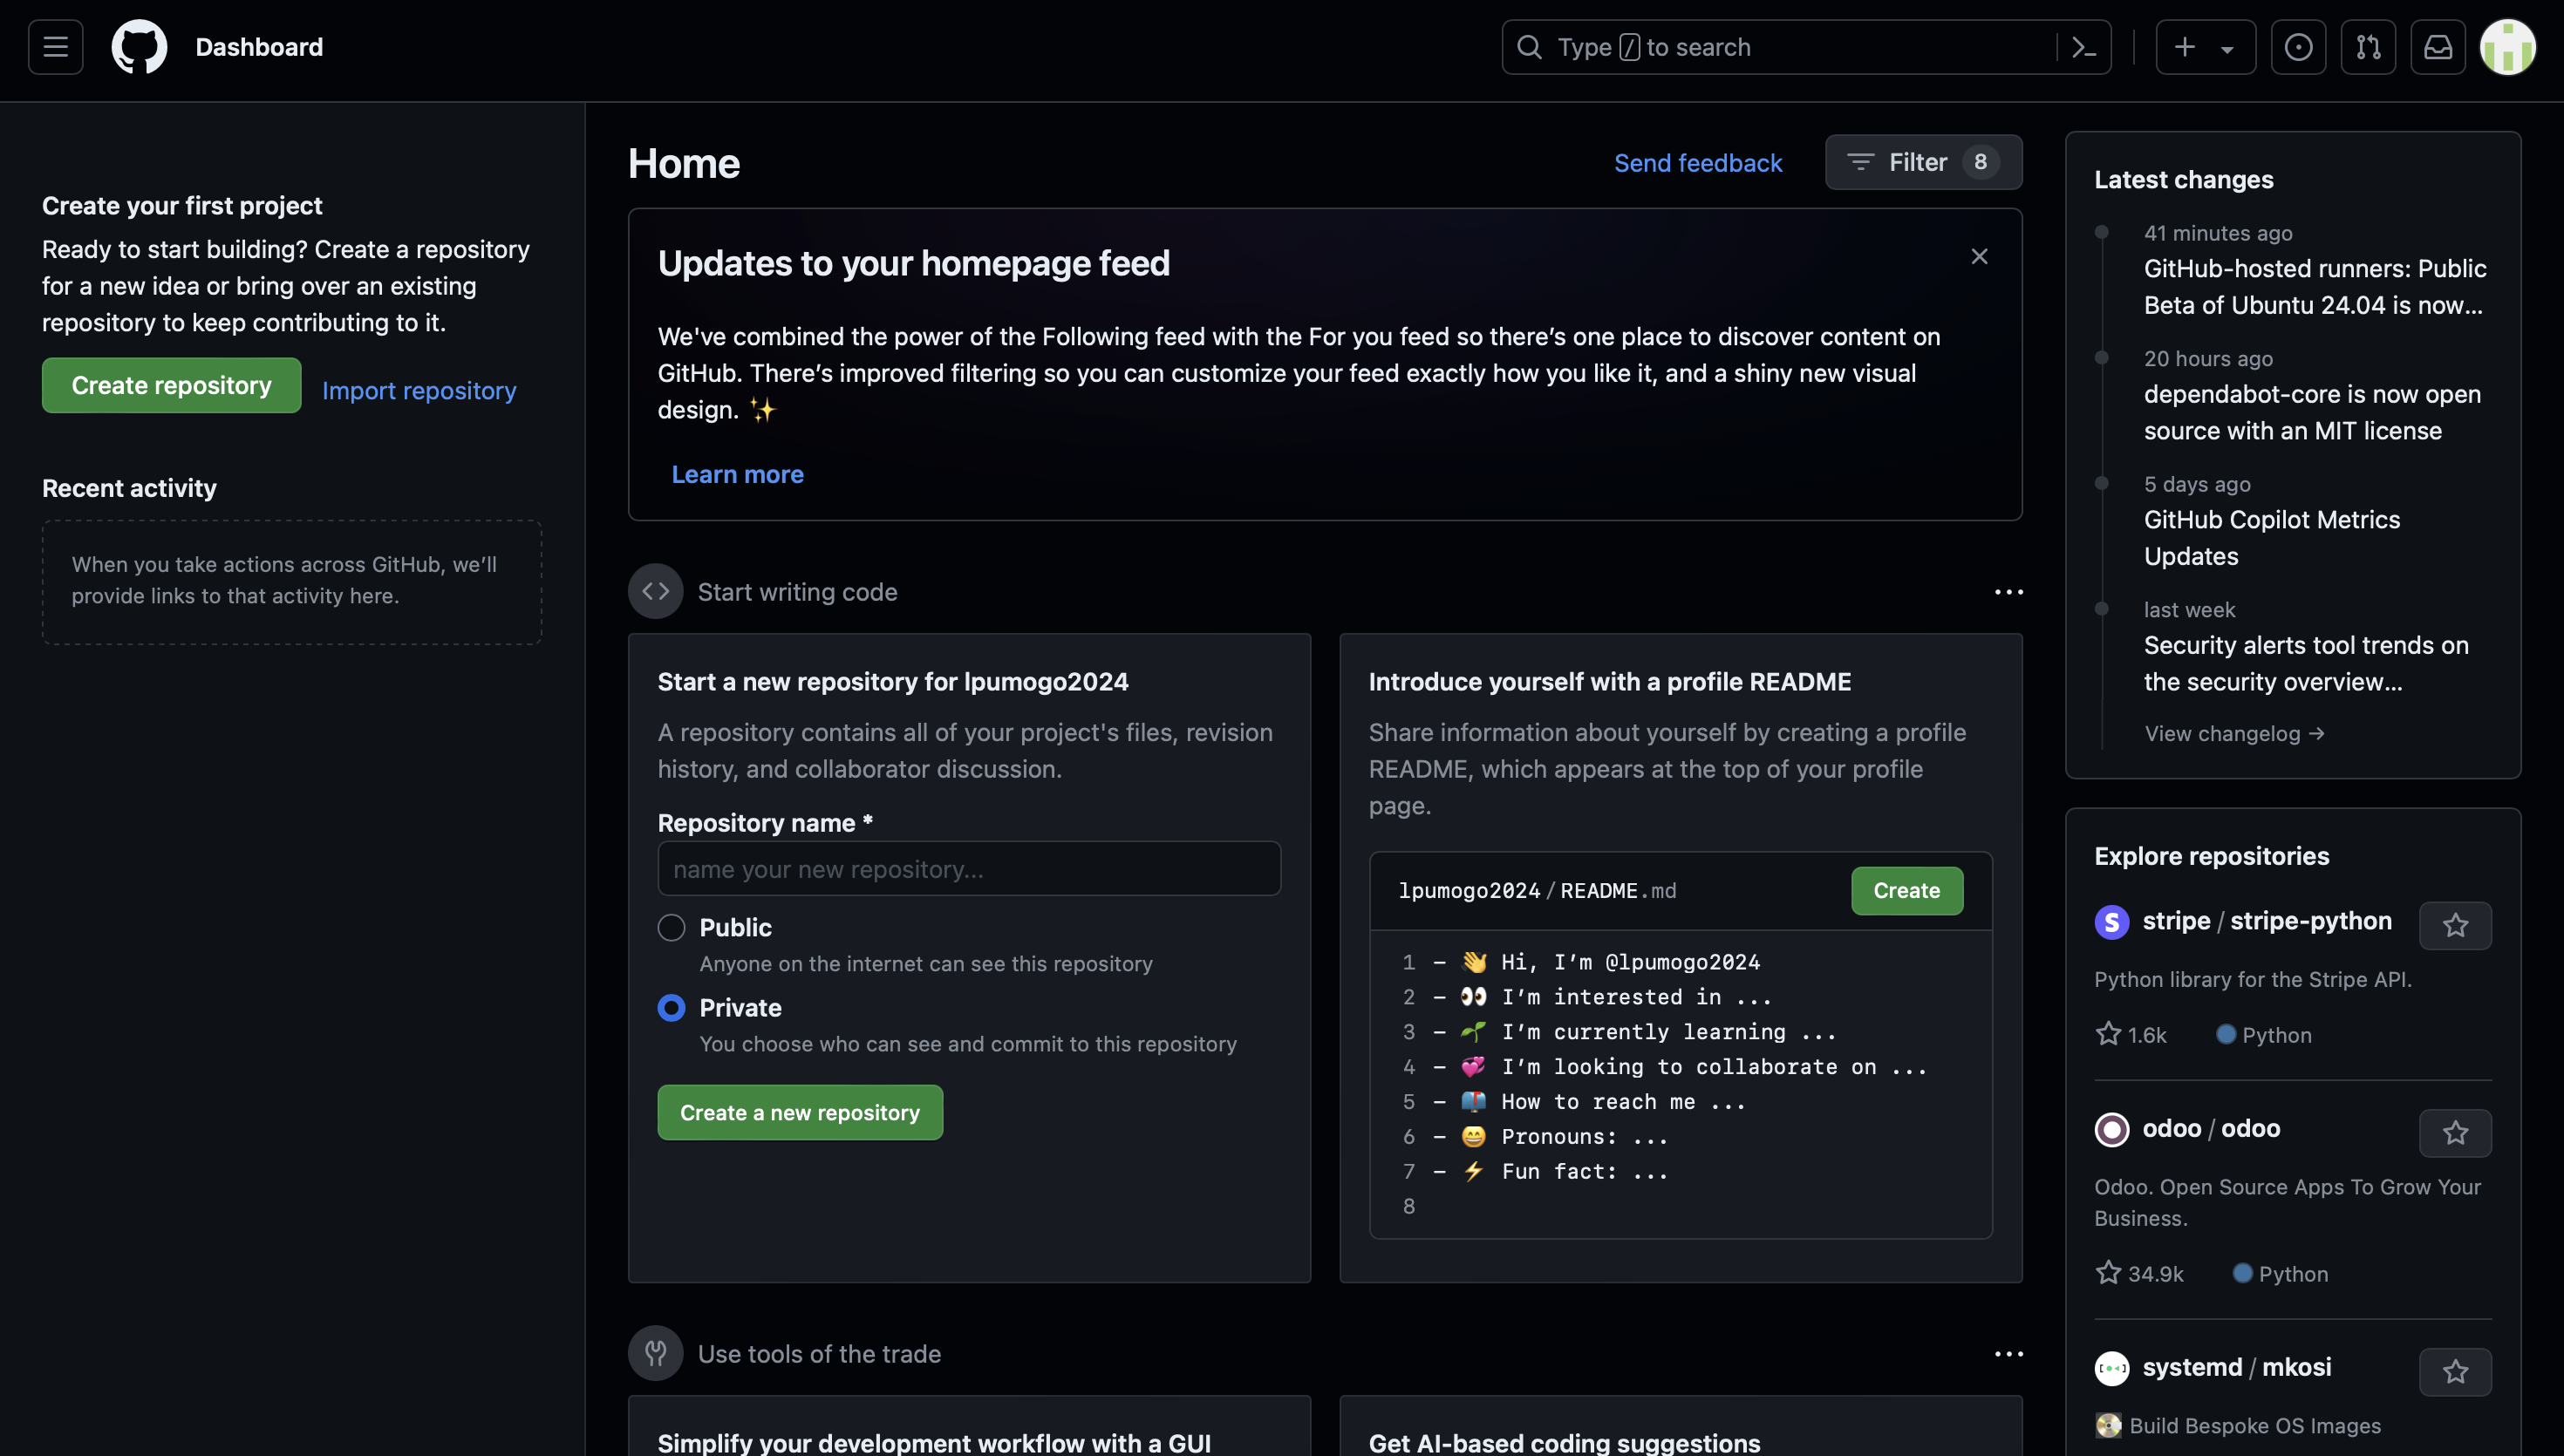 Dashboard
Type / to search
Create your first project
Ready to start building? Create a repository
for a new idea or bring over an existing
repository to keep contributing to it.
Create repository
Import repository
Recent activity
When you take actions across GitHub, we’ll
provide links to that activity here.
Home
Send feedback
Filter 8
Updates to your homepage feed
We've combined the power of the Following feed with the For you feed so there’s one place to discover content on
GitHub. There’s improved filtering so you can customize your feed exactly how you like it, and a shiny new visual
design. ✨
Learn more
Start writing code
Start a new repository for lpumogo2024
A repository contains all of your project's files, revision
history, and collaborator discussion.
Repository name *
name your new repository...
Public
Anyone on the internet can see this repository
Private
You choose who can see and commit to this repository
Create a new repository
Introduce yourself with a profile README
Share information about yourself by creating a profile
README, which appears at the top of your profile
page.
lpumogo2024 / README.md
Create
1 – 👋 Hi, I’m @lpumogo2024
2 – 👀 I’m interested in ...
3 – 🌱 I’m currently learning ...
4 – 💞️ I’m looking to collaborate on ...
5 – 📫 How to reach me ...
6 – 😄 Pronouns: ...
7 – ⚡ Fun fact: ...
8
Use tools of the trade
Simplify your development workflow with a GUI
Get AI-based coding suggestions
Latest changes
41 minutes ago
GitHub-hosted runners: Public
Beta of Ubuntu 24.04 is now...
20 hours ago
dependabot-core is now open
source with an MIT license
5 days ago
GitHub Copilot Metrics
Updates
last week
Security alerts tool trends on
the security overview...
View changelog →
Explore repositories
S
stripe / stripe-python
Python library for the Stripe API.
1.6k Python
odoo / odoo
Odoo. Open Source Apps To Grow Your
Business.
34.9k Python
systemd / mkosi
Build Bespoke OS Images